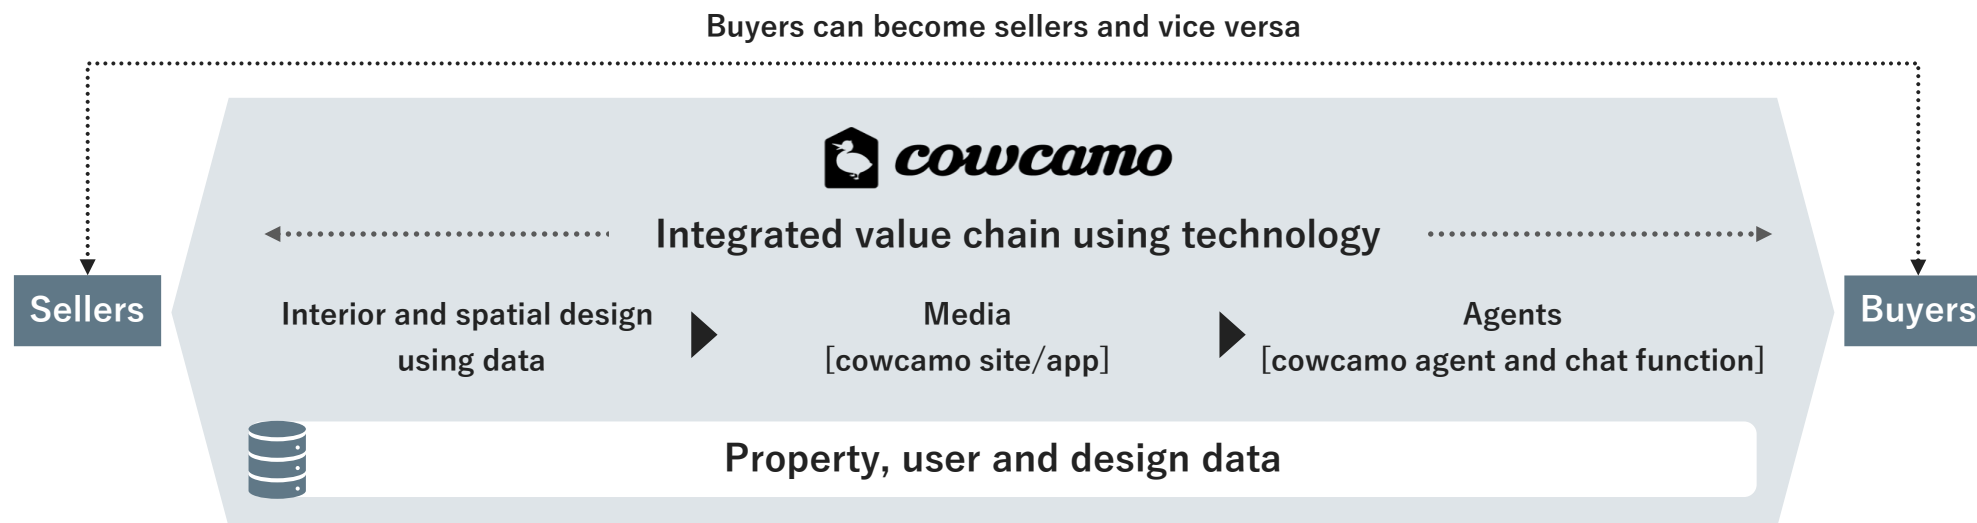 Buyers can become sellers and vice versa
cowcamo
Integrated value chain using technology
Sellers
Interior and spatial design
using data
Media
[cowcamo site/app]
Agents
[cowcamo agent and chat function]
Buyers
Property, user and design data